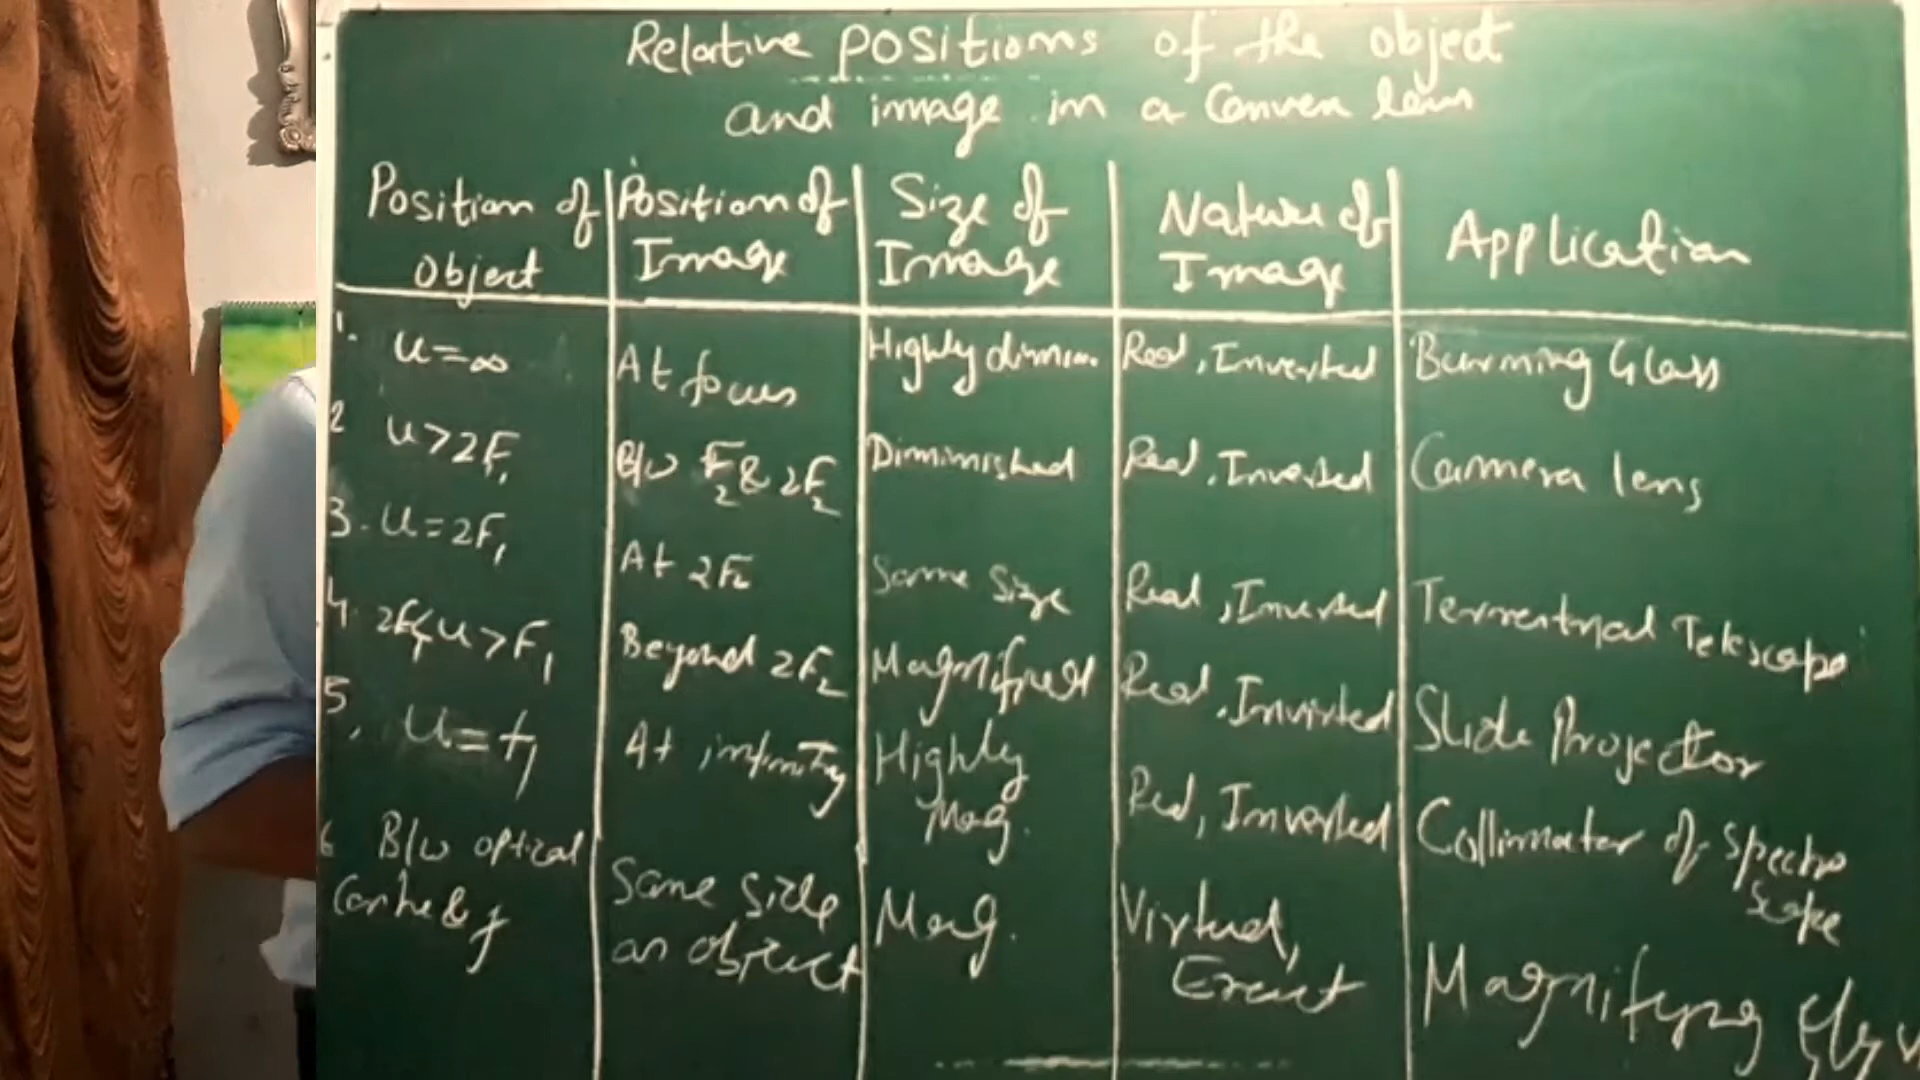 Relative positions of the object
and image in a Convex lens
Position of Object | Position of Image | Size of Image | Nature of Image | Application
1. u=∞ | At focus | Highly dimin. | Real, Inverted | Burning Glass
2 u>2F₁ | B/w F₂ & 2F₂ | Diminished | Real, Inverted | Camera lens
3. u=2F₁ | At 2F₂ | Same Size | Real, Inverted | Terrestrial Telescope
4. 2F₁<u>F₁ | Beyond 2F₂ | Magnified | Real, Inverted | Slide Projector
5. u=f₁ | At infinity | Highly Mag. | Real, Inverted | Collimator of Spectro Scope
6 B/w optical Centre & f | Same side as object | Mag. | Virtual, Erect | Magnifying